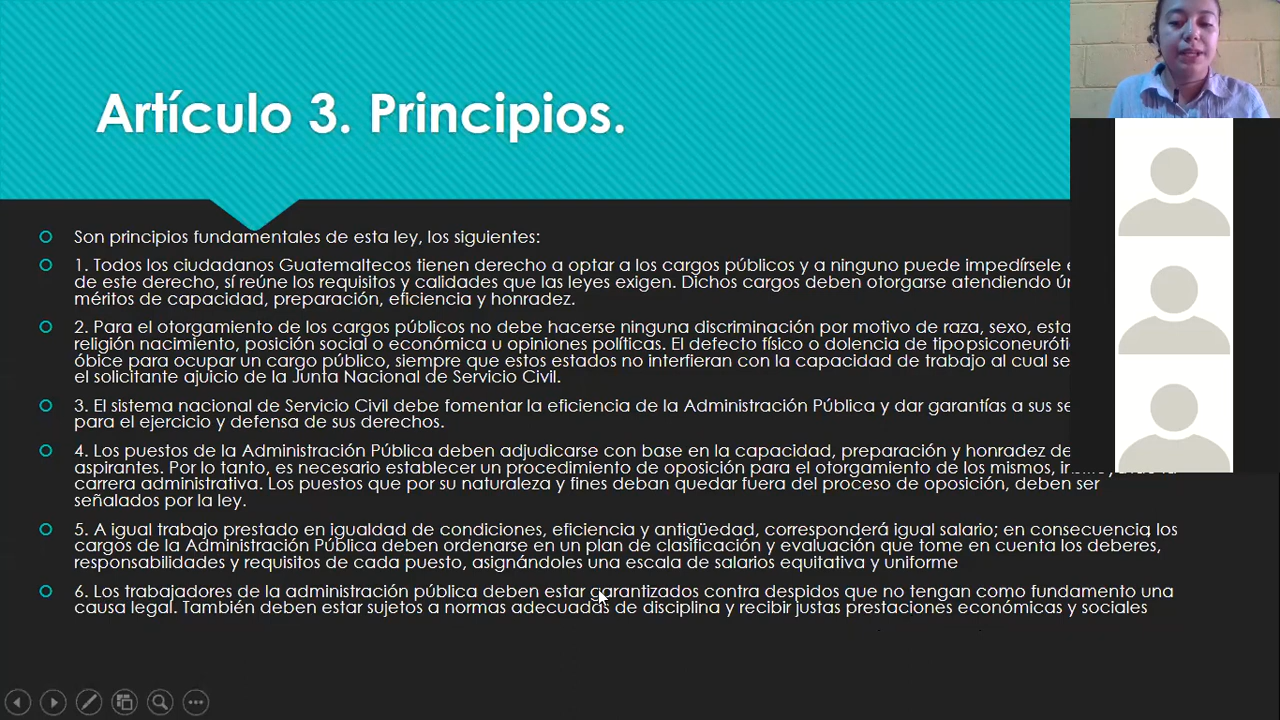 Artículo 3. Principios.
Son principios fundamentales de esta ley, los siguientes:
1. Todos los ciudadanos Guatemaltecos tienen derecho a optar a los cargos públicos y a ninguno puede impedírsele
de este derecho, sí reúne los requisitos y calidades que las leyes exigen. Dichos cargos deben otorgarse atendiendo
méritos de capacidad, preparación, eficiencia y honradez.
2. Para el otorgamiento de los cargos públicos no debe hacerse ninguna discriminación por motivo de raza, sexo,
religión nacimiento, posición social o económica u opiniones políticas. El defecto físico o dolencia de tipo
óbice para ocupar un cargo público, siempre que estos estados no interfieran con la capacidad de trabajo al cual se
el solicitante ajuicio de la Junta Nacional de Servicio Civil.
3. El sistema nacional de Servicio Civil debe fomentar la eficiencia de la Administración Pública y dar garantías a sus
para el ejercicio y defensa de sus derechos.
4. Los puestos de la Administración Pública deben adjudicarse con base en la capacidad, preparación y honradez de
aspirantes. Por lo tanto, es necesario establecer un procedimiento de oposición para el otorgamiento de los mismos,
carrera administrativa. Los puestos que por su naturaleza y fines deban quedar fuera del proceso de oposición, deben ser
señalados por la ley.
5. A igual trabajo prestado en igualdad de condiciones, eficiencia y antigüedad, corresponderá igual salario; en consecuencia, los
cargos de la Administración Pública deben ordenarse en un plan de clasificación y evaluación que tome en cuenta los deberes,
responsabilidades y requisitos de cada puesto, asignándoles una escala de salarios equitativa y uniforme
6. Los trabajadores de la administración pública deben estar garantizados contra despidos que no tengan como fundamento una
causa legal. También deben estar sujetos a normas adecuadas de disciplina y recibir justas prestaciones económicas y sociales